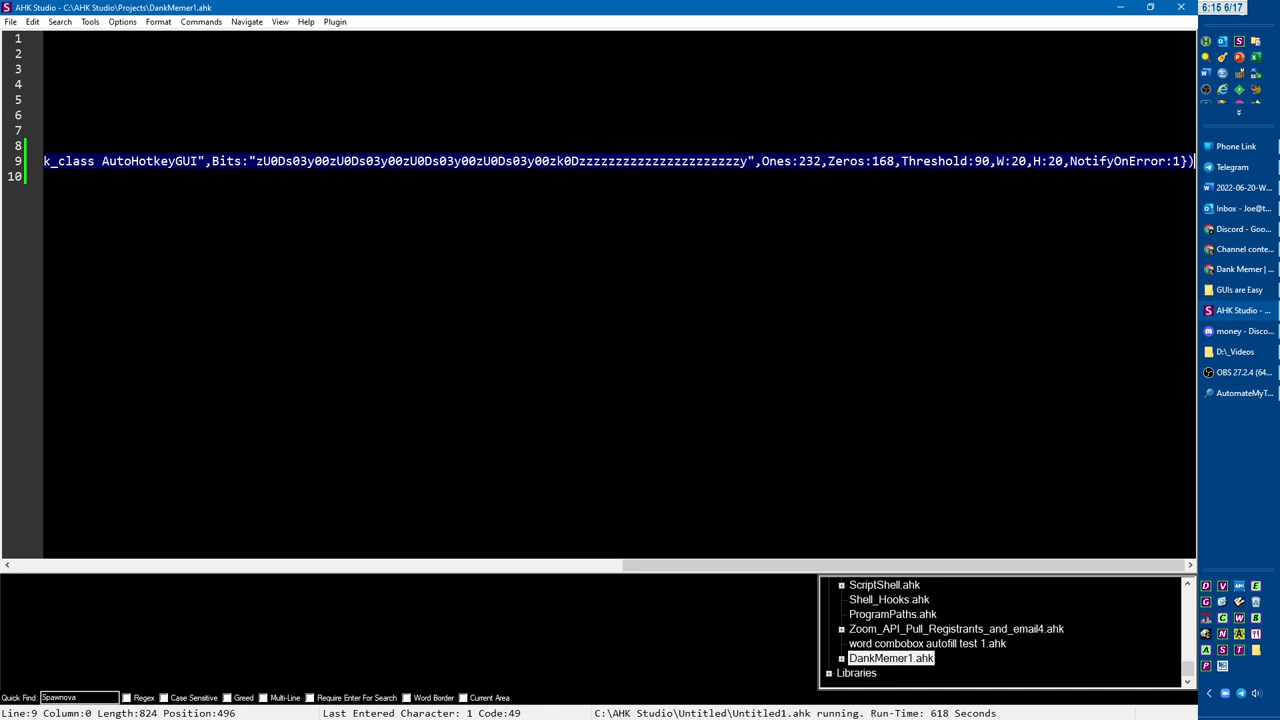 AHK Studio - C:\AHK Studio\Projects\DankMemer1.ahk
File Edit Search Tools Options Format Commands Navigate View Help Plugin
1
2
3
4
5
6
7
8
9 k_class AutoHotkeyGUI",Bits:"zU0Ds03y00zU0Ds03y00zU0Ds03y00zU0Ds03y00zk0Dzzzzzzzzzzzzzzzzzzzzzzy",Ones:232,Zeros:168,Threshold:90,W:20,H:20,NotifyOnError:1})
10
ScriptShell.ahk
Shell_Hooks.ahk
ProgramPaths.ahk
Zoom_API_Pull_Registrants_and_email4.ahk
word combobox autofill test 1.ahk
DankMemer1.ahk
Libraries
Quick Find: Spawnova Regex Case Sensitive Greed Multi-Line Require Enter For Search Word Border Current Area
Line:9 Column:0 Length:824 Position:496 Last Entered Character: 1 Code:49 C:\AHK Studio\Untitled\Untitled1.ahk running. Run-Time: 618 Seconds
6:15 6/17
Phone Link
Telegram
2022-06-20-W...
Inbox - Joe@t...
Discord - Goo...
Channel conte...
Dank Memer | ...
GUIs are Easy
AHK Studio - ...
money - Disco...
D:\_Videos
OBS 27.2.4 (64...
AutomateMyT...